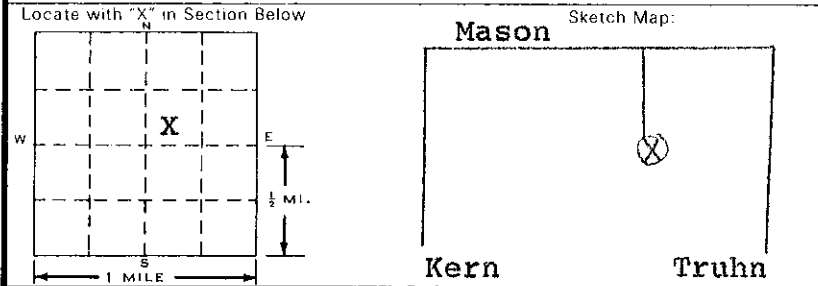 Locate with "X" in Section Below
N
X
W
E
½ MI.
S
1 MILE
Sketch Map:
Mason
X
Kern
Truhn